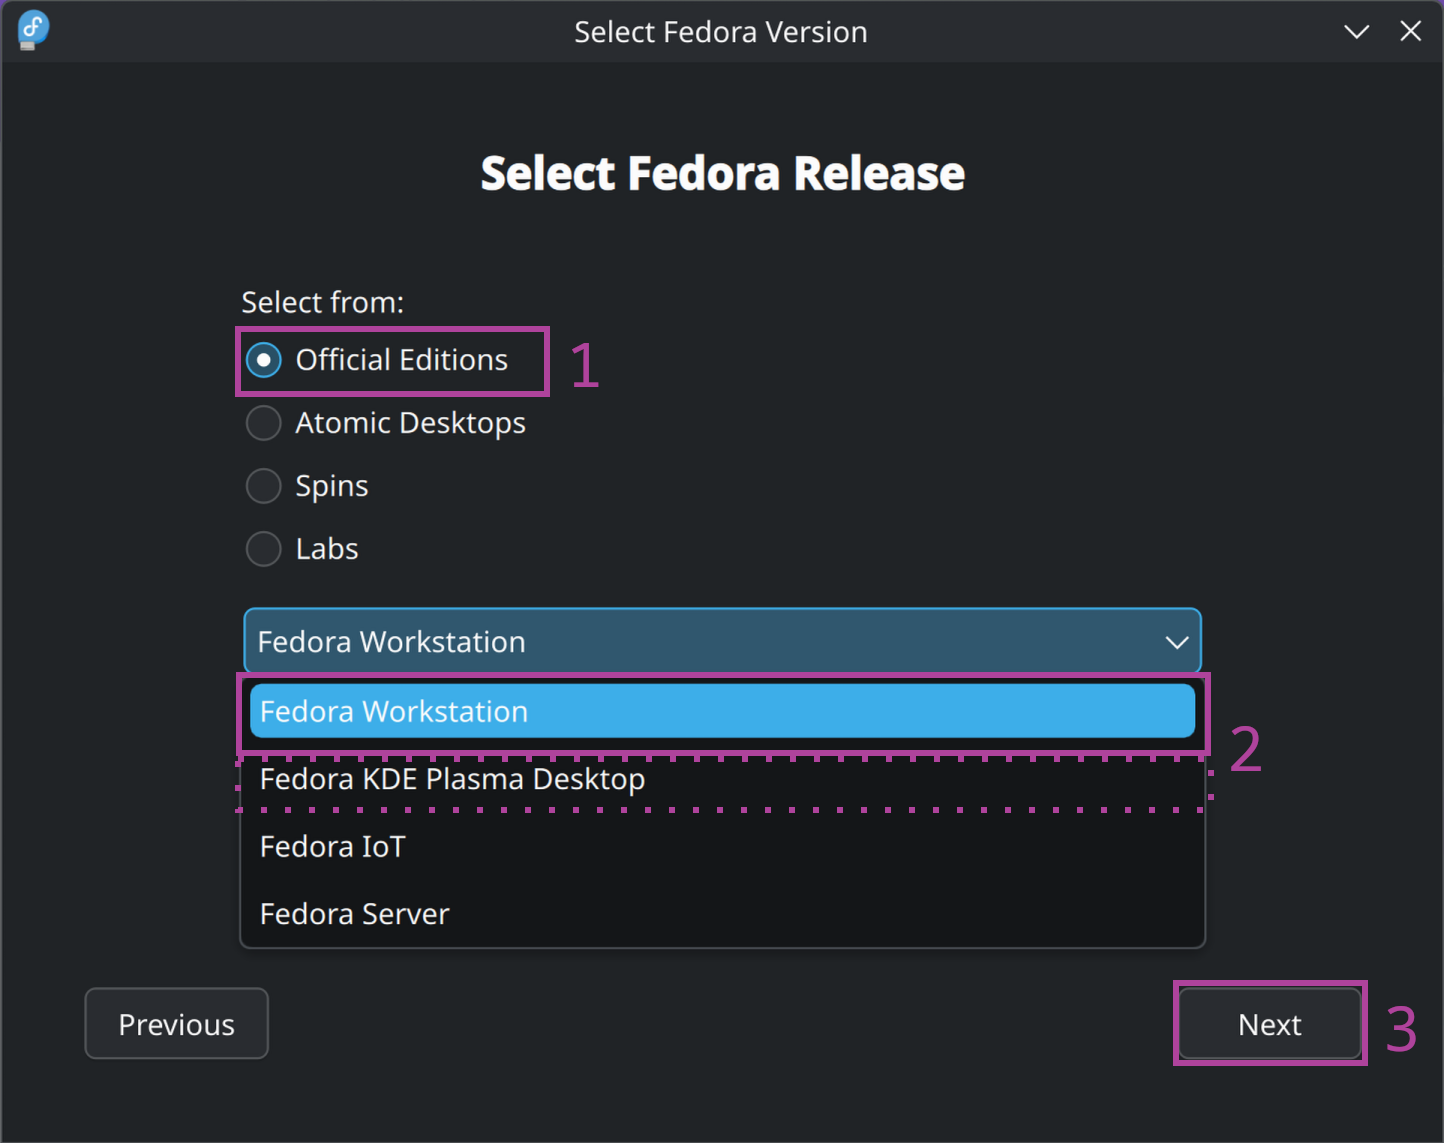 Select Fedora Version
Select Fedora Release
Select from:
Official Editions 1
Atomic Desktops
Spins
Labs
Fedora Workstation
Fedora Workstation
2
Fedora KDE Plasma Desktop
Fedora IoT
Fedora Server
Previous
Next 3